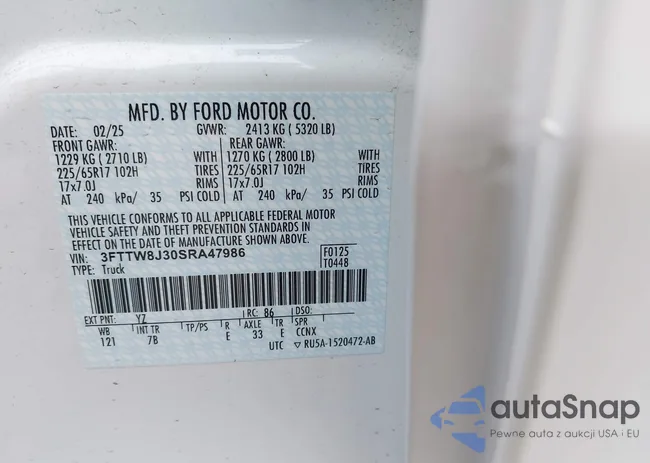 MFD. BY FORD MOTOR CO.
DATE: 02/25 GVWR: 2413 KG ( 5320 LB)
FRONT GAWR: REAR GAWR:
1229 KG ( 2710 LB) WITH 1270 KG ( 2800 LB) WITH
225/65R17 102H TIRES 225/65R17 102H TIRES
17x7.0J RIMS 17x7.0J RIMS
AT 240 kPa/ 35 PSI COLD AT 240 kPa/ 35 PSI COLD
THIS VEHICLE CONFORMS TO ALL APPLICABLE FEDERAL MOTOR
VEHICLE SAFETY AND THEFT PREVENTION STANDARDS IN
EFFECT ON THE DATE OF MANUFACTURE SHOWN ABOVE.
VIN: 3FTTW8J30SRA47986 F0125
TYPE: Truck T0448
EXT PNT: YZ RC: 86 DSO:
WB INT TR TP/PS R AXLE TR SPR
121 7B E 33 E CCNX
UTC ▽ RU5A-1520472-AB
autaSnap
Pewne auta z aukcji USA i EU